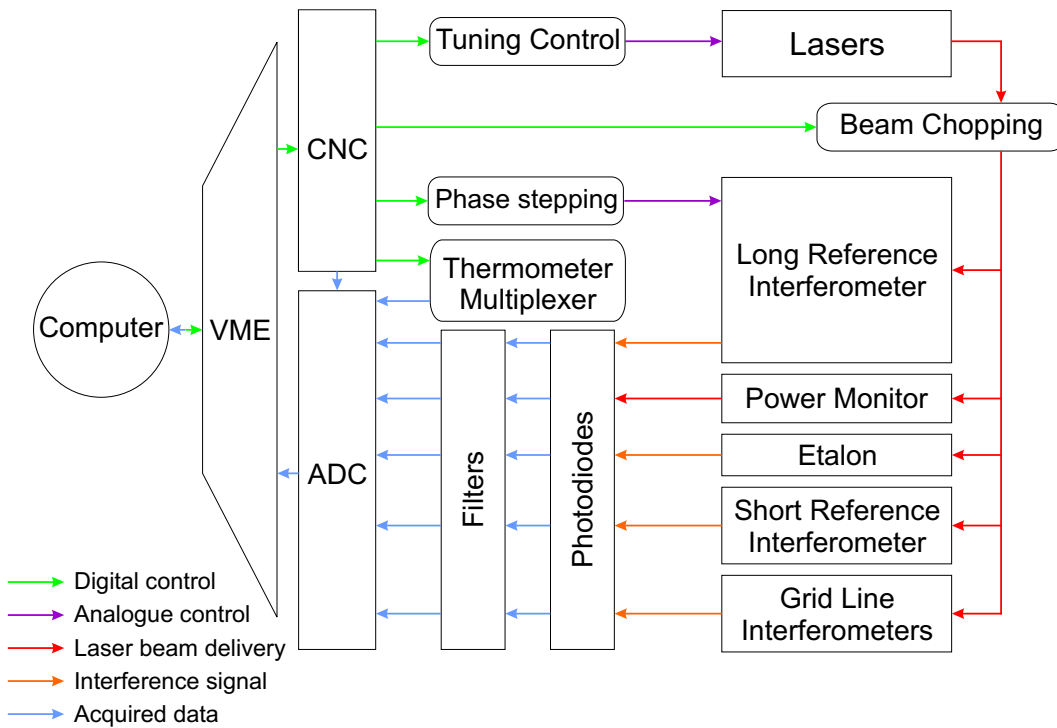 Tuning Control
Lasers
Beam Chopping
CNC
Phase stepping
Long Reference
Interferometer
Thermometer
Multiplexer
Computer
VME
Power Monitor
Etalon
ADC
Filters
Photodiodes
Short Reference
Interferometer
Grid Line
Interferometers
Digital control
Analogue control
Laser beam delivery
Interference signal
Acquired data